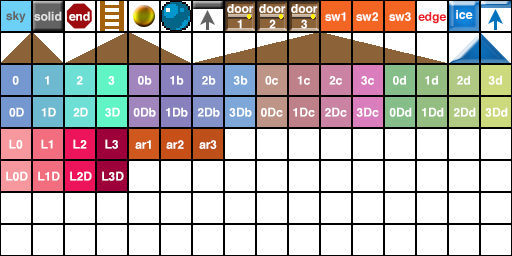 sky solid end door 1 door 2 door 3 sw1 sw2 sw3 edge ice
0 1 2 3 0b 1b 2b 3b 0c 1c 2c 3c 0d 1d 2d 3d
0D 1D 2D 3D 0Db 1Db 2Db 3Db 0Dc 1Dc 2Dc 3Dc 0Dd 1Dd 2Dd 3Dd
L0 L1 L2 L3 ar1 ar2 ar3
L0D L1D L2D L3D